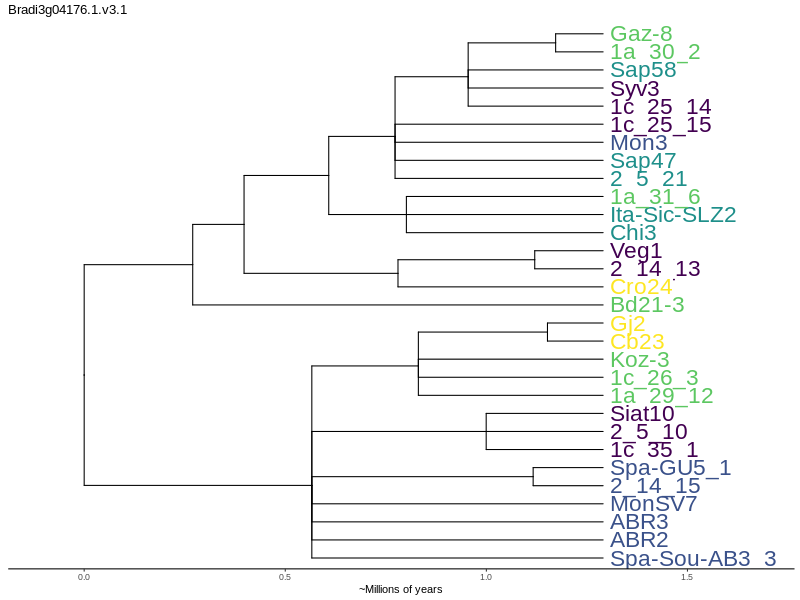 Bradi3g04176.1.v3.1
Gaz-8
1a_30_2
Sap58
Syv3
1c_25_14
1c_25_15
Mon3
Sap47
2_5_21
1a_31_6
Ita-Sic-SLZ2
Chi3
Veg1
2_14_13
Cro24
Bd21-3
Gj2
Cb23
Koz-3
1c_26_3
1a_29_12
Siat10
2_5_10
1c_35_1
Spa-GU5_1
2_14_15
MonSV7
ABR3
ABR2
Spa-Sou-AB3_3
0.0 0.5 1.0 1.5
~Millions of years